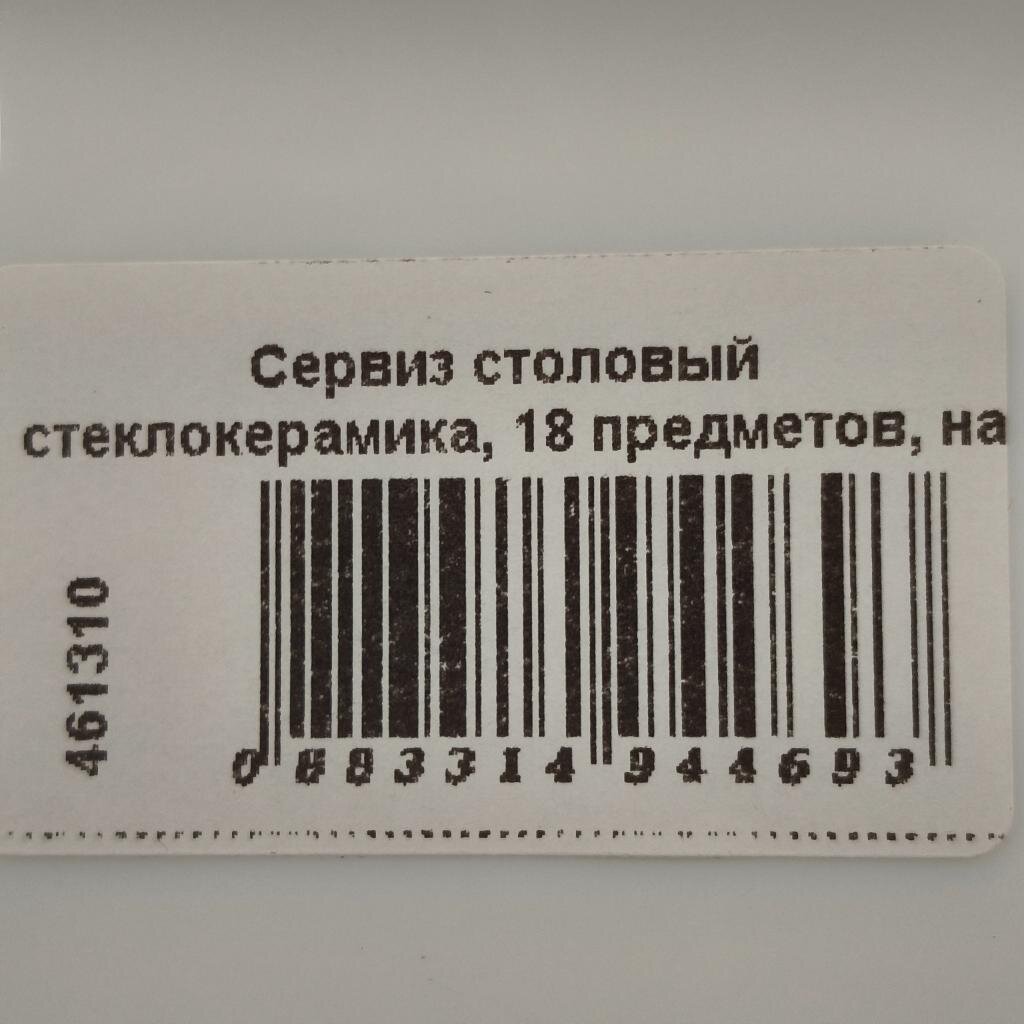 Сервиз столовый
стеклокерамика, 18 предметов, на
461310
0 883314 944693